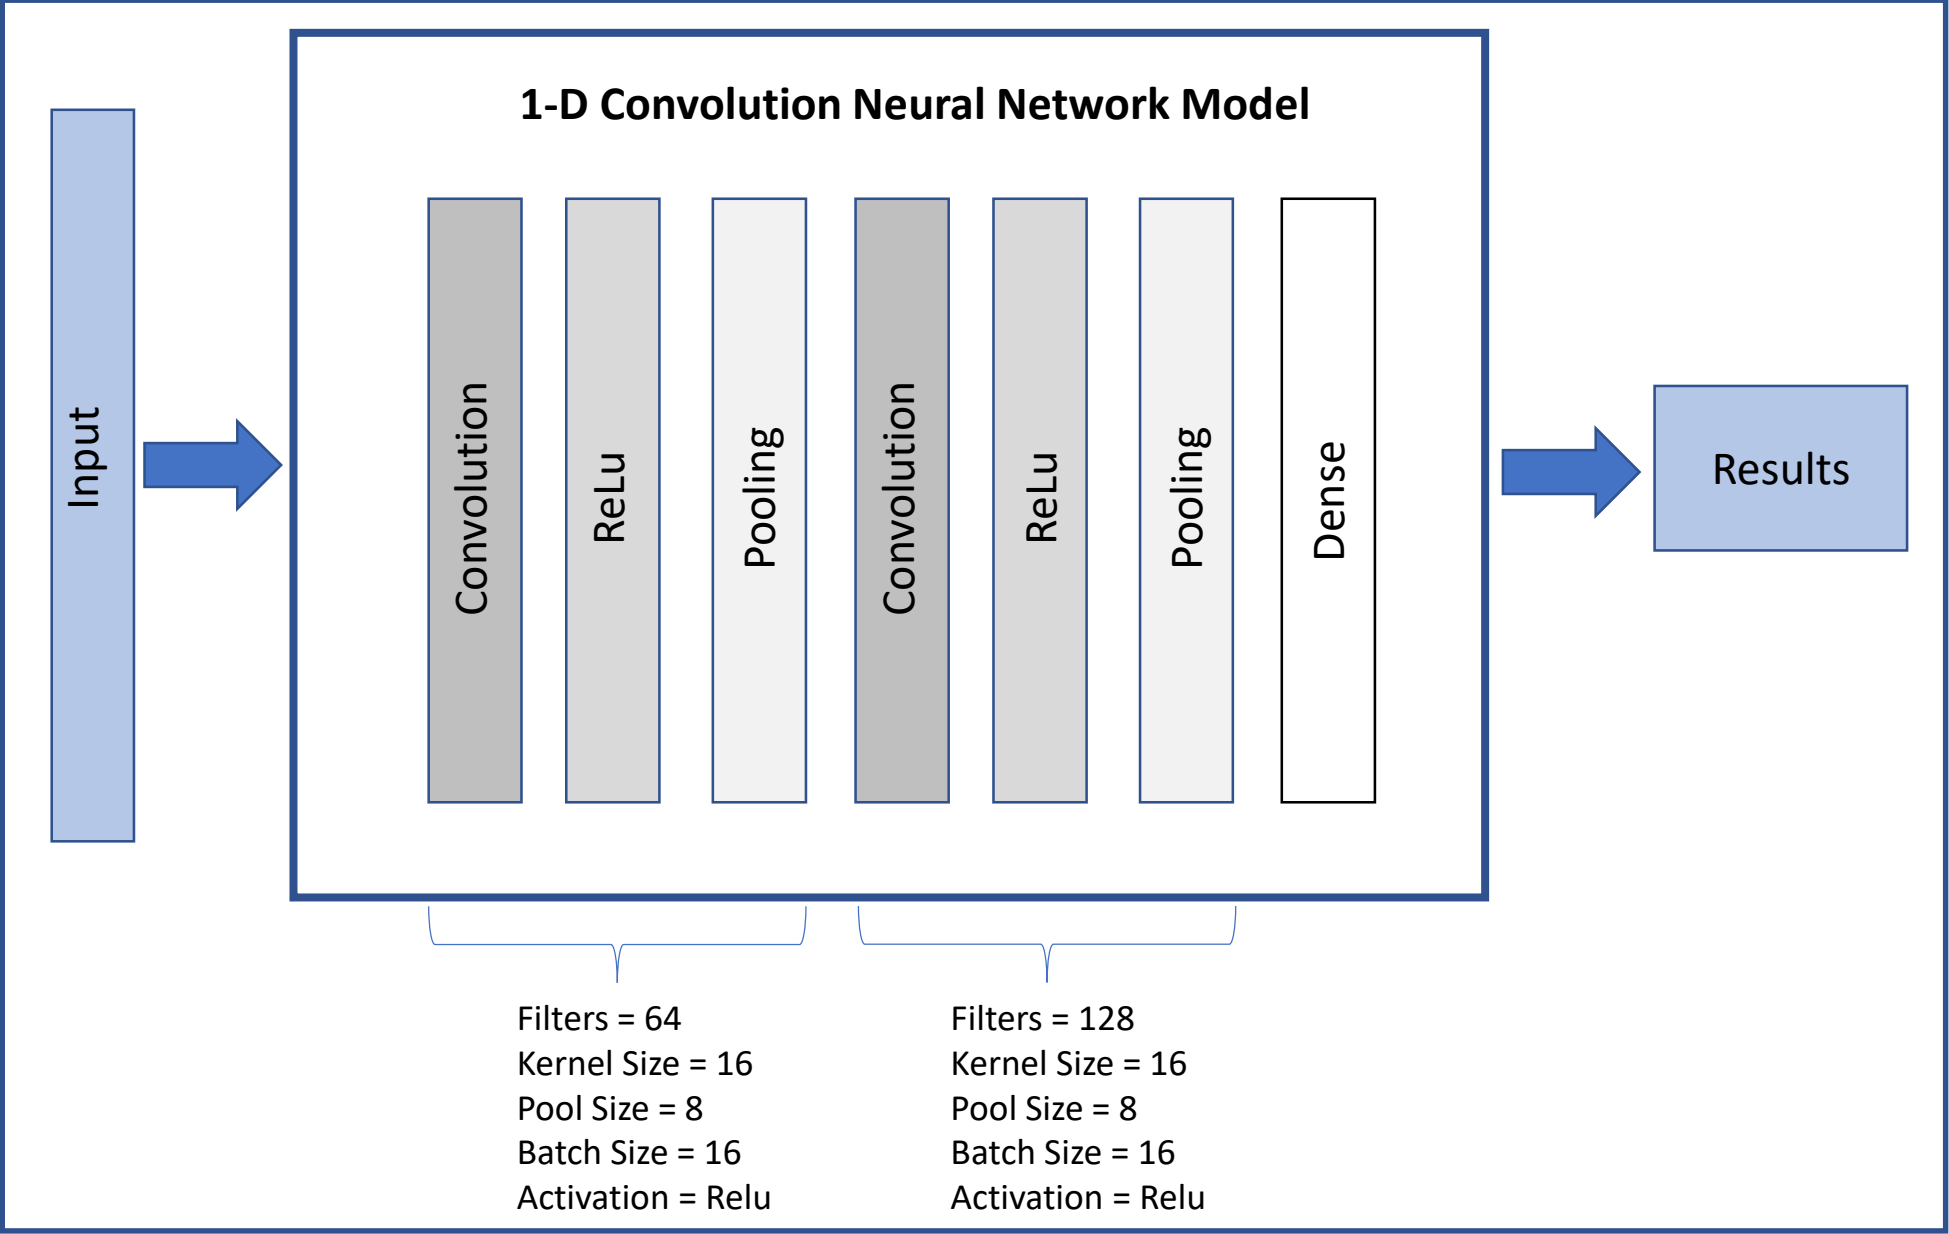 1-D Convolution Neural Network Model
Input
Convolution
ReLu
Pooling
Convolution
ReLu
Pooling
Dense
Results
Filters = 64
Kernel Size = 16
Pool Size = 8
Batch Size = 16
Activation = Relu
Filters = 128
Kernel Size = 16
Pool Size = 8
Batch Size = 16
Activation = Relu